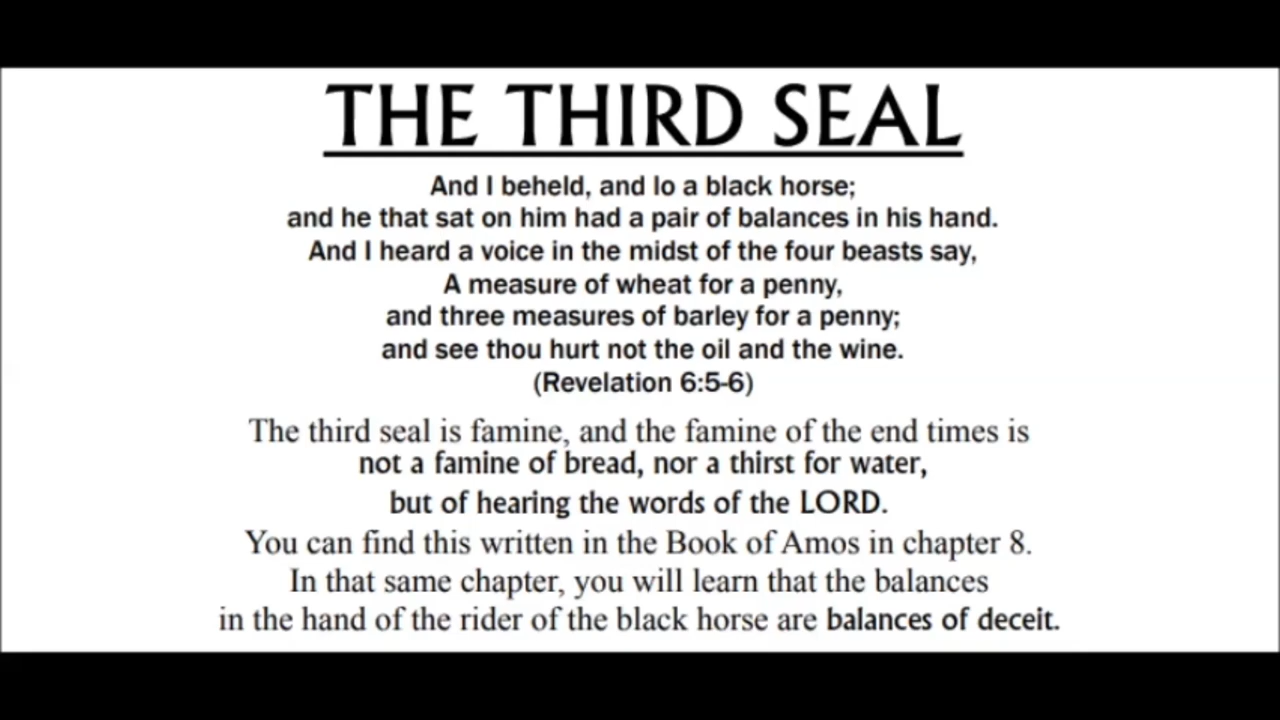 THE THIRD SEAL
And I beheld, and lo a black horse;
and he that sat on him had a pair of balances in his hand.
And I heard a voice in the midst of the four beasts say,
A measure of wheat for a penny,
and three measures of barley for a penny;
and see thou hurt not the oil and the wine.
(Revelation 6:5-6)
The third seal is famine, and the famine of the end times is
not a famine of bread, nor a thirst for water,
but of hearing the words of the LORD.
You can find this written in the Book of Amos in chapter 8.
In that same chapter, you will learn that the balances
in the hand of the rider of the black horse are balances of deceit.